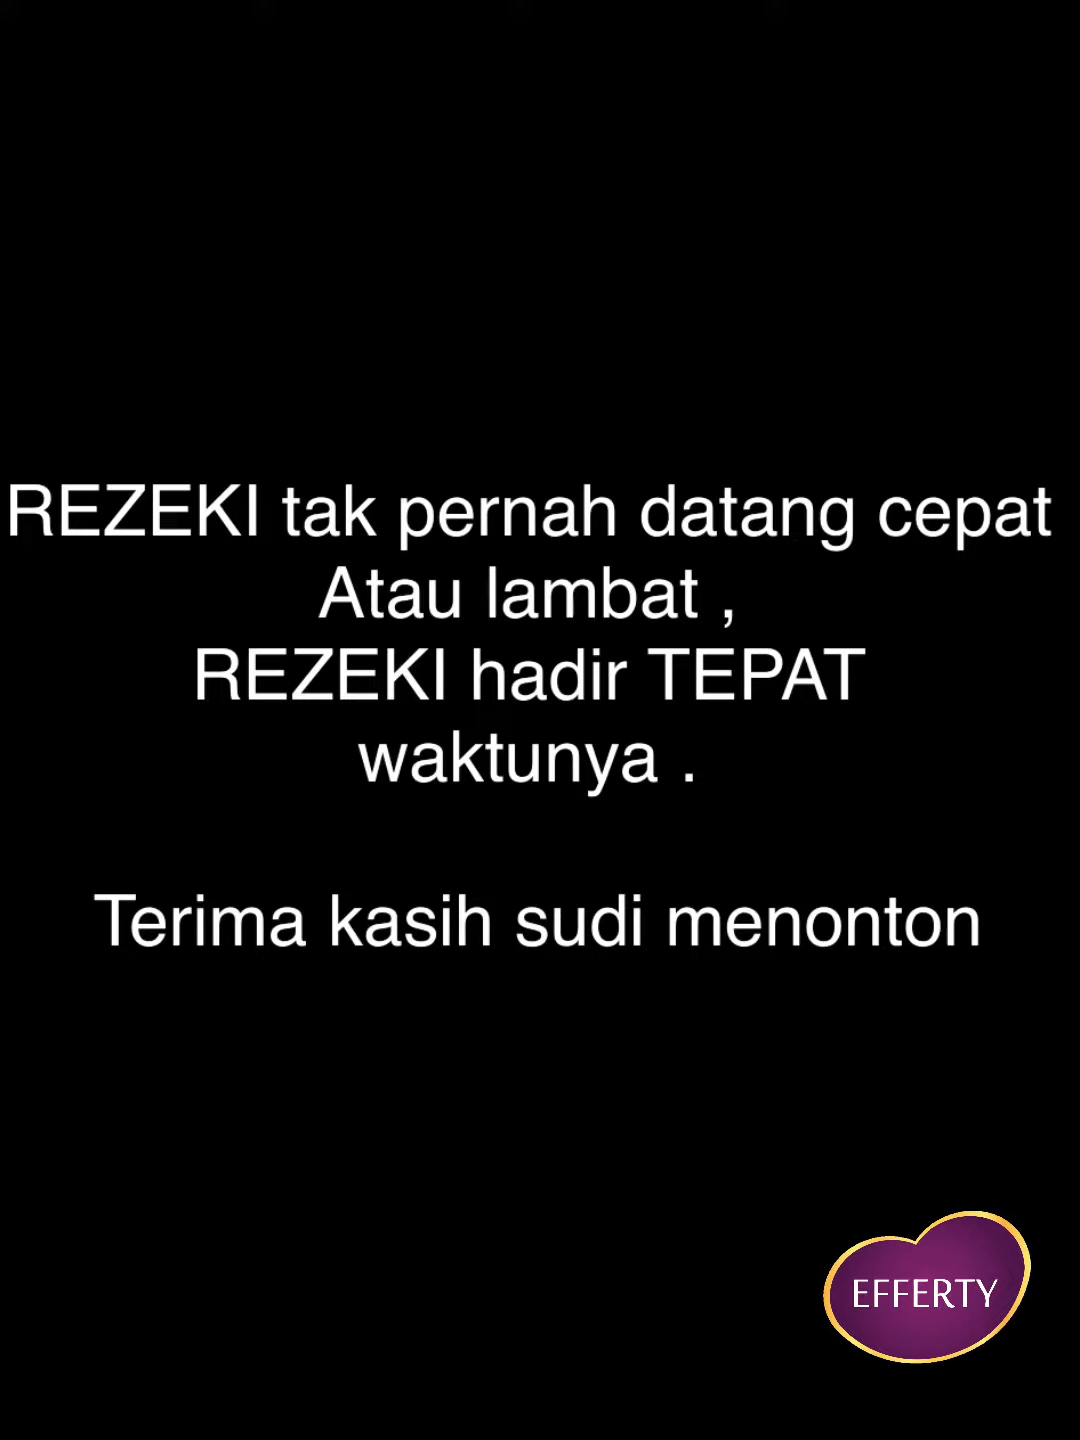 REZEKI tak pernah datang cepat
Atau lambat ,
REZEKI hadir TEPAT
waktunya .
Terima kasih sudi menonton
EFFERTY